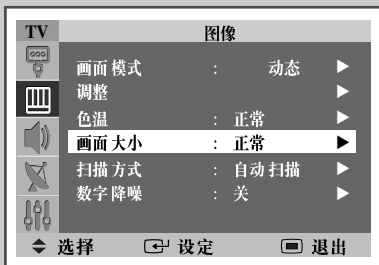 TV 图像
画面模式 : 动态 ▶
调整 ▶
色温 : 正常 ▶
画面大小 : 正常 ▶
扫描方式 : 自动扫描 ▶
数字降噪 : 关 ▶
选择 设定 退出